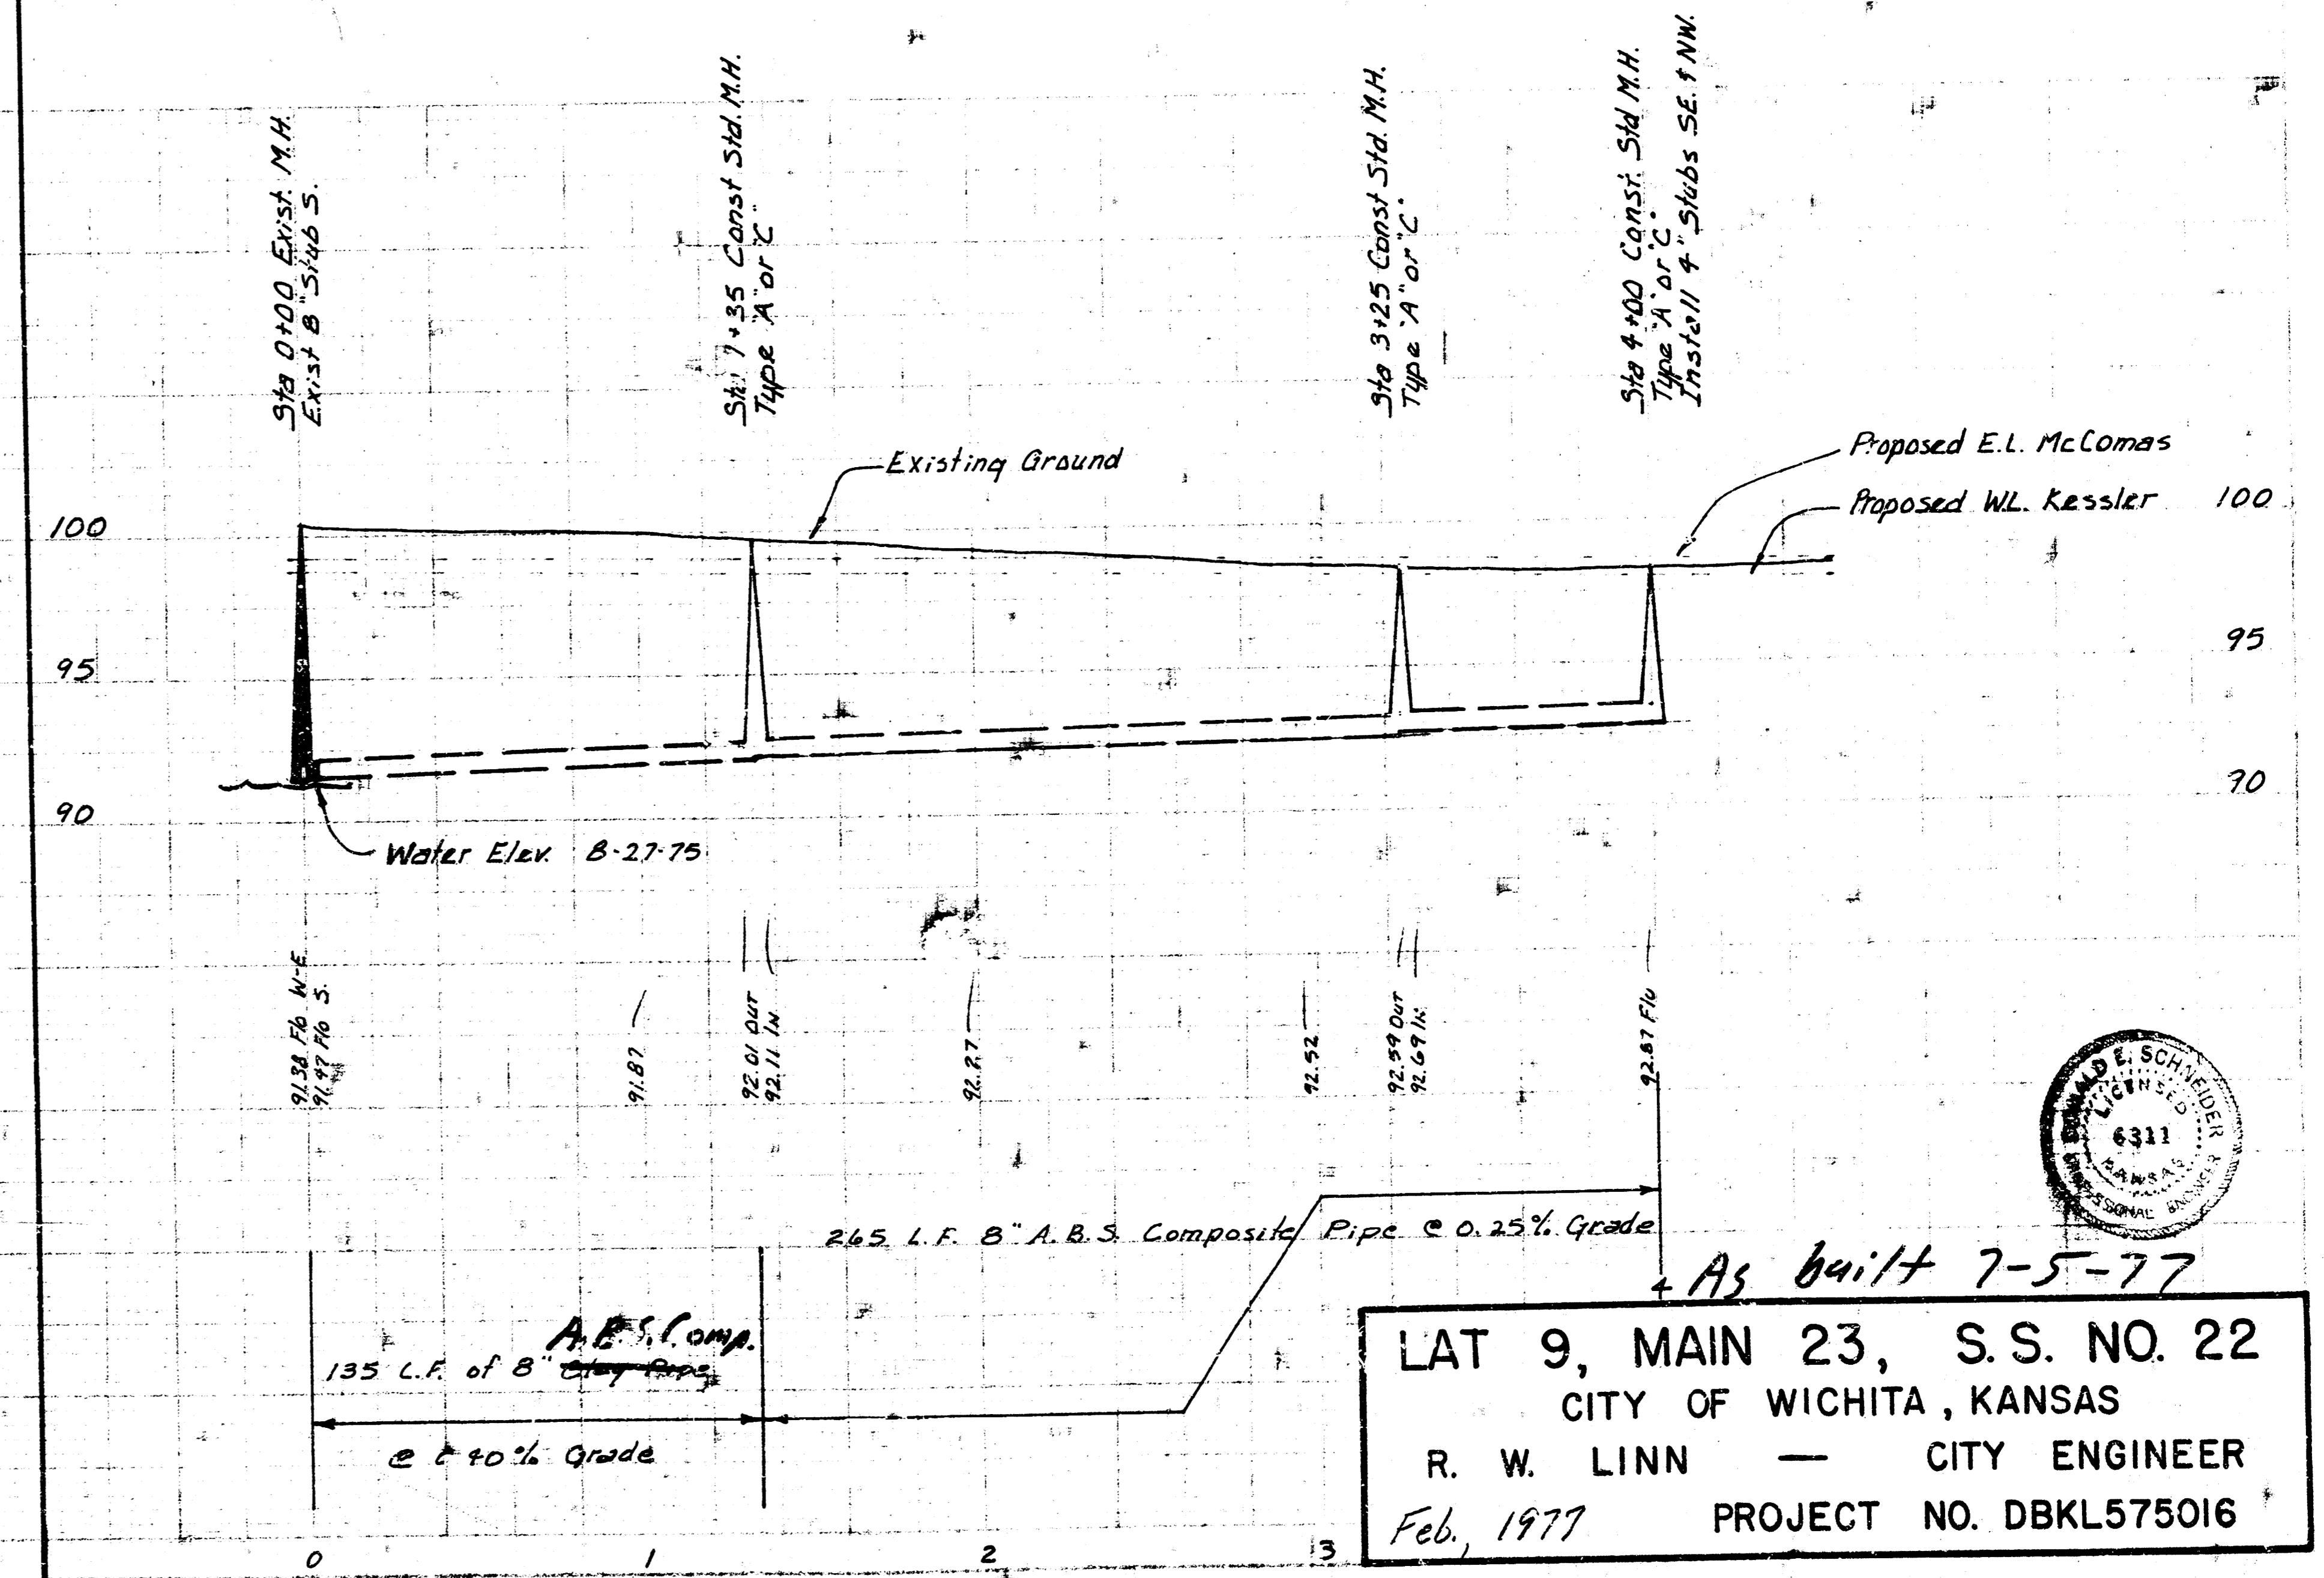 Sta 0+00 Exist. M.H.
Exist 8" Stub S.
Sta 1+35 Const Std. M.H.
Type "A" or "C"
Sta 3+25 Const Std. M.H.
Type "A" or "C"
Sta 4+00 Const. Std M.H.
Type "A" or "C"
Install 4" Stubs SE. & NW.
Existing Ground
Proposed E.L. McComas
Proposed W.L. Kessler
100
100
95
95
90
90
Water Elev. 8-27-75
91.38 Flo W-E
91.47 Flo S.
91.87
92.01 Out
92.11 In
92.27
92.52
92.59 Out
92.69 In
92.87 Flo
265 L.F. 8" A.B.S. Composite Pipe @ 0.25% Grade
A.B.S. Comp.
135 L.F. of 8" Clay Pipe
@ 0.40% Grade
DONALD E. SCHNEIDER
LICENSED
6311
KANSAS
PROFESSIONAL ENGINEER
As built 7-5-77
LAT 9, MAIN 23, S.S. NO. 22
CITY OF WICHITA, KANSAS
R. W. LINN — CITY ENGINEER
Feb., 1977 PROJECT NO. DBKL575016
0 1 2 3